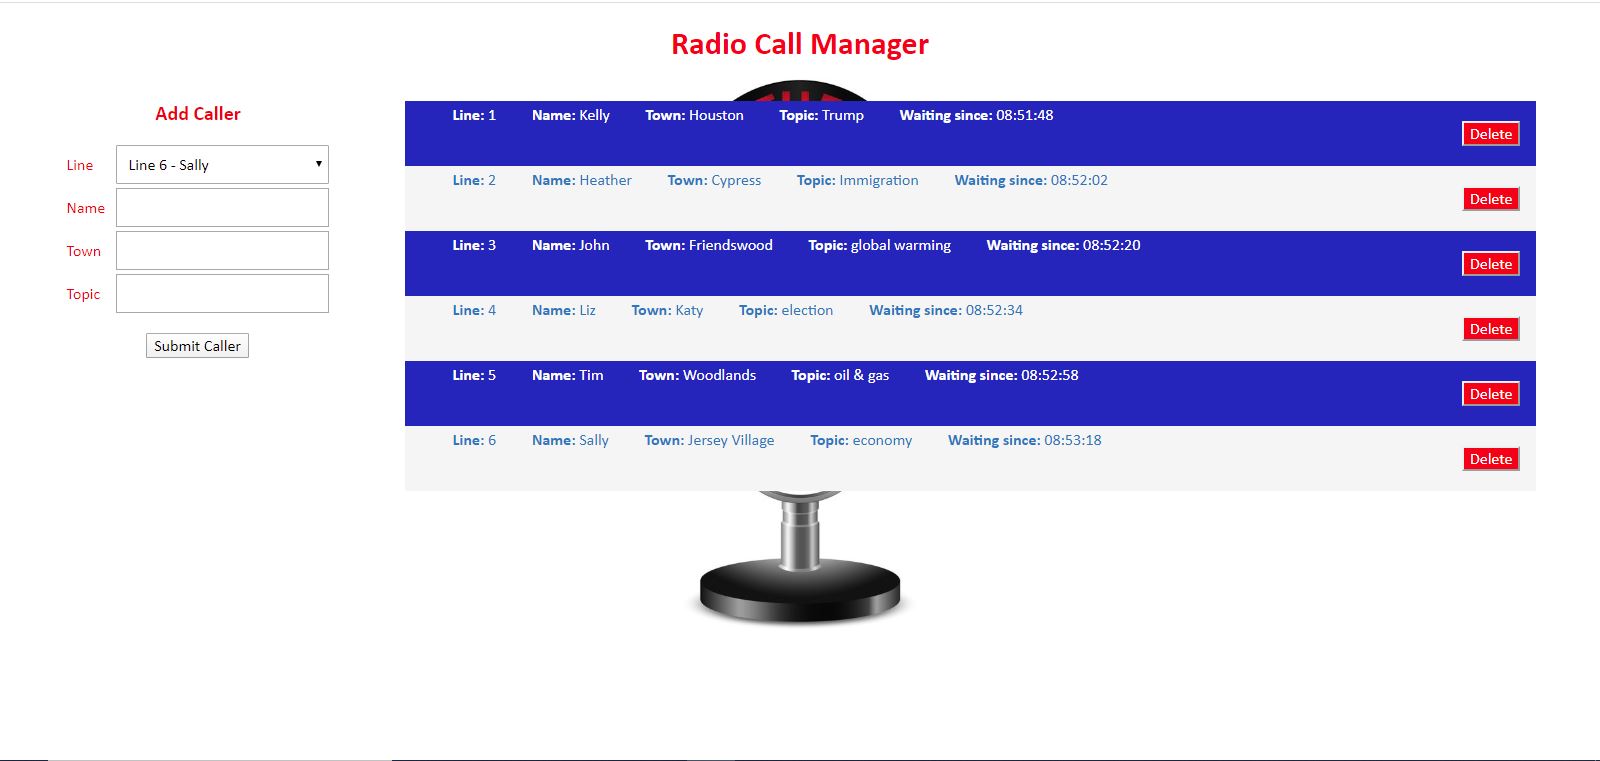 Radio Call Manager
Add Caller
Line Line 6 - Sally
Name
Town
Topic
Submit Caller
Line: 1 Name: Kelly Town: Houston Topic: Trump Waiting since: 08:51:48 Delete
Line: 2 Name: Heather Town: Cypress Topic: Immigration Waiting since: 08:52:02 Delete
Line: 3 Name: John Town: Friendswood Topic: global warming Waiting since: 08:52:20 Delete
Line: 4 Name: Liz Town: Katy Topic: election Waiting since: 08:52:34 Delete
Line: 5 Name: Tim Town: Woodlands Topic: oil & gas Waiting since: 08:52:58 Delete
Line: 6 Name: Sally Town: Jersey Village Topic: economy Waiting since: 08:53:18 Delete